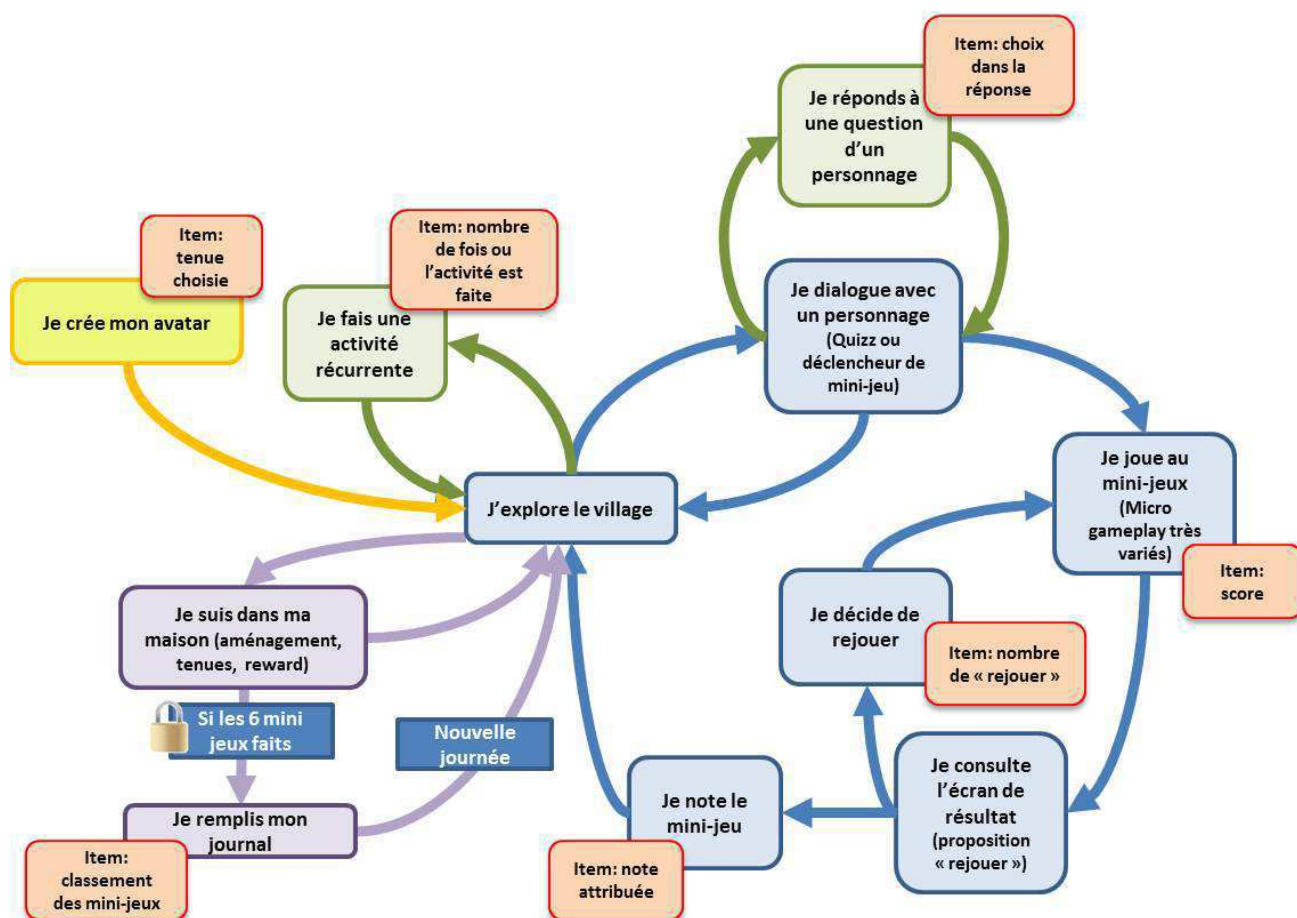 Item: choix
dans la
réponse
Je réponds à
une question
d’un
personnage
Item:
tenue
choisie
Item: nombre
de fois ou
l’activité est
faite
Je crée mon avatar
Je fais une
activité
récurrente
Je dialogue avec
un personnage
(Quizz ou
déclencheur de
mini-jeu)
J’explore le village
Je joue au
mini-jeux
(Micro
gameplay très
variés)
Item:
score
Je suis dans ma
maison (aménagement,
tenues, reward)
Je décide de
rejouer
Item: nombre
de « rejouer »
Si les 6 mini
jeux faits
Nouvelle
journée
Je consulte
l’écran de
résultat
(proposition
« rejouer »)
Je note le
mini-jeu
Item: note
attribuée
Je remplis mon
journal
Item:
classement
des mini-jeux